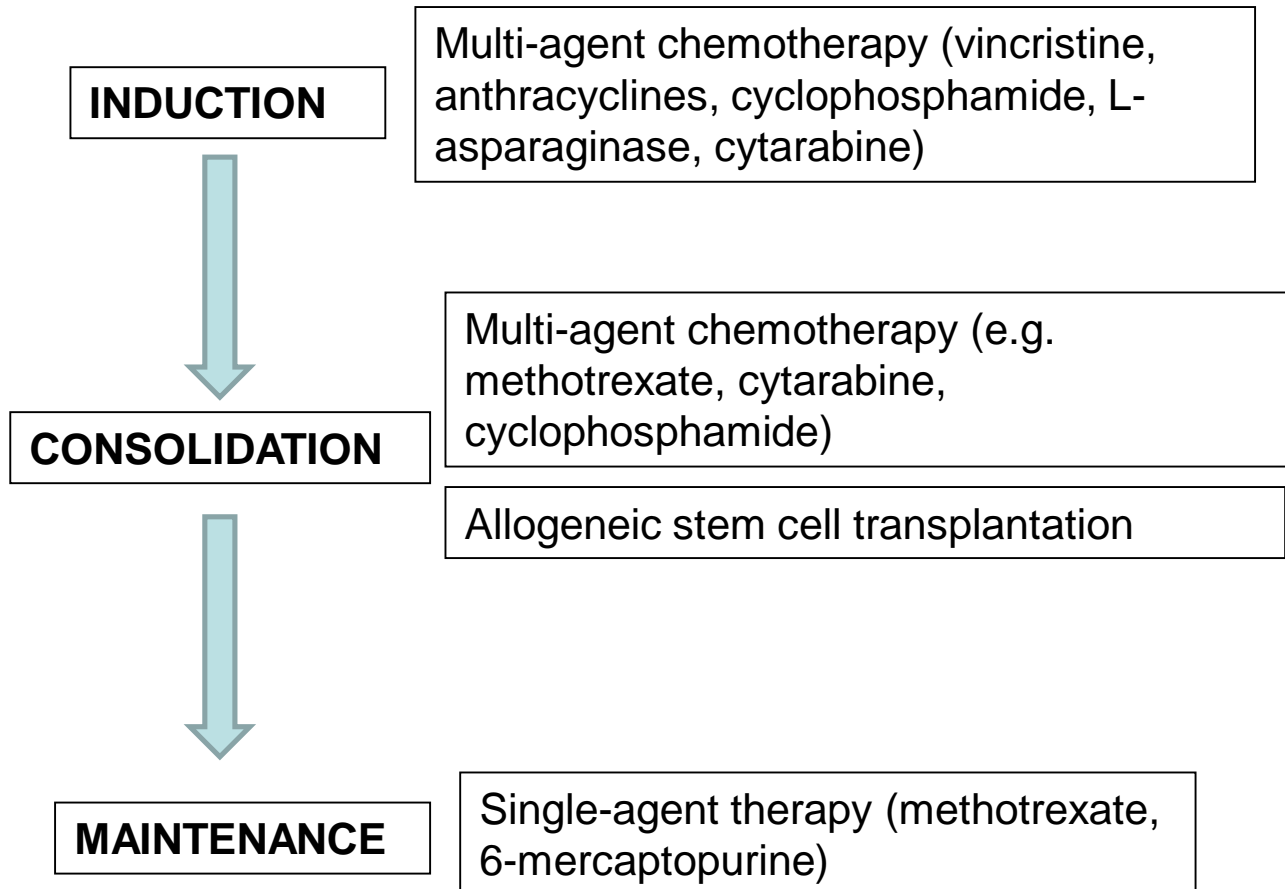 INDUCTION
Multi-agent chemotherapy (vincristine,
anthracyclines, cyclophosphamide, L-
asparaginase, cytarabine)
CONSOLIDATION
Multi-agent chemotherapy (e.g.
methotrexate, cytarabine,
cyclophosphamide)
Allogeneic stem cell transplantation
MAINTENANCE
Single-agent therapy (methotrexate,
6-mercaptopurine)